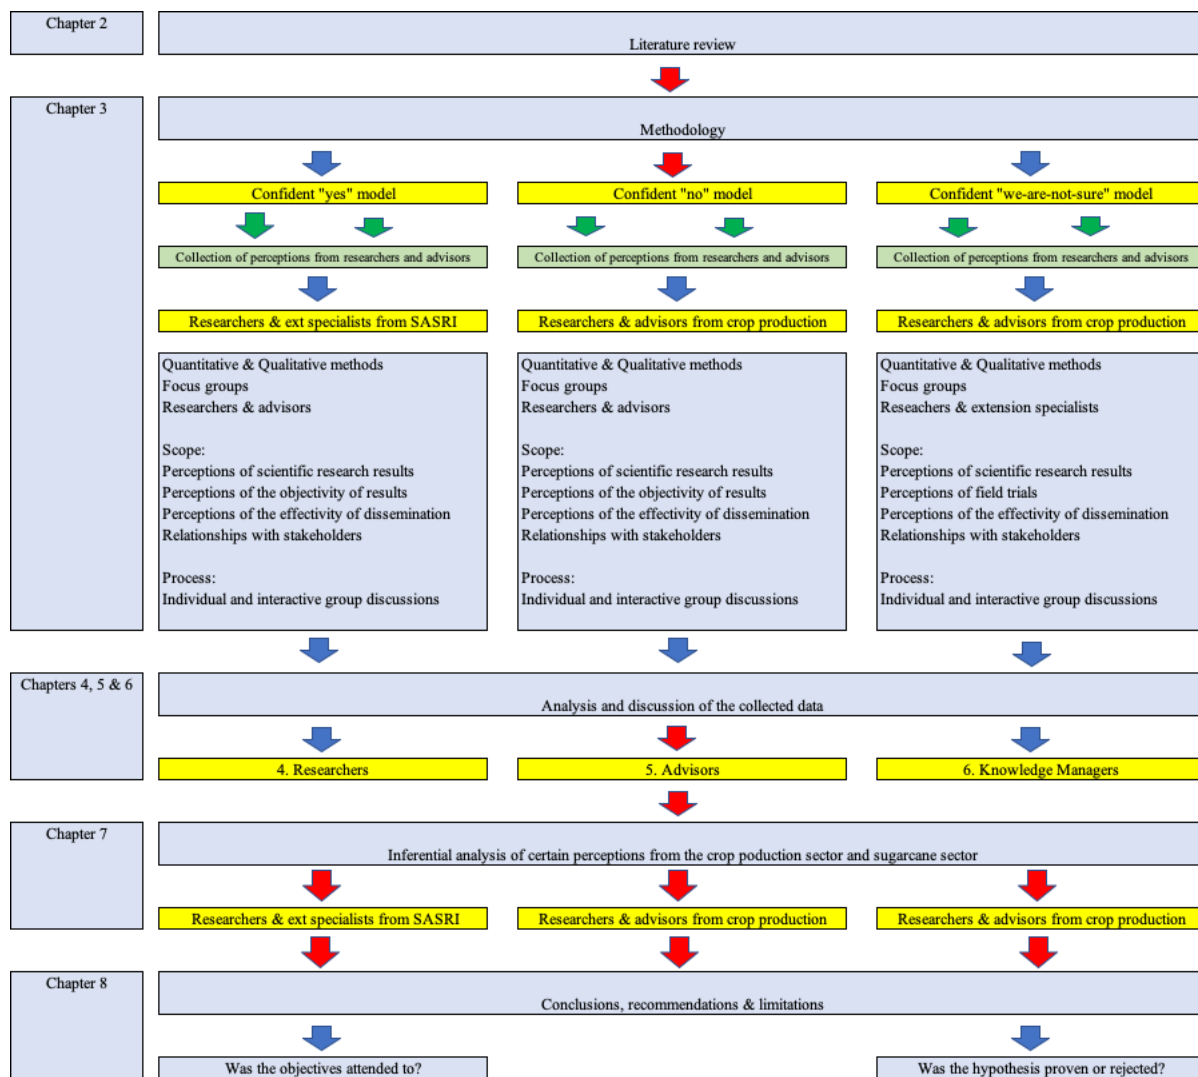 Chapter 2
Literature review
Chapter 3
Methodology
Confident "yes" model
Confident "no" model
Confident "we-are-not-sure" model
Collection of perceptions from researchers and advisors
Collection of perceptions from researchers and advisors
Collection of perceptions from researchers and advisors
Researchers & ext specialists from SASRI
Researchers & advisors from crop production
Researchers & advisors from crop production
Quantitative & Qualitative methods
Focus groups
Researchers & advisors
Scope:
Perceptions of scientific research results
Perceptions of the objectivity of results
Perceptions of the effectivity of dissemination
Relationships with stakeholders
Process:
Individual and interactive group discussions
Quantitative & Qualitative methods
Focus groups
Researchers & advisors
Scope:
Perceptions of scientific research results
Perceptions of the objectivity of results
Perceptions of the effectivity of dissemination
Relationships with stakeholders
Process:
Individual and interactive group discussions
Quantitative & Qualitative methods
Focus groups
Reseachers & extension specialists
Scope:
Perceptions of scientific research results
Perceptions of field trials
Perceptions of the effectivity of dissemination
Relationships with stakeholders
Process:
Individual and interactive group discussions
Chapters 4, 5 & 6
Analysis and discussion of the collected data
4. Researchers
5. Advisors
6. Knowledge Managers
Chapter 7
Inferential analysis of certain perceptions from the crop poduction sector and sugarcane sector
Researchers & ext specialists from SASRI
Researchers & advisors from crop production
Researchers & advisors from crop production
Chapter 8
Conclusions, recommendations & limitations
Was the objectives attended to?
Was the hypothesis proven or rejected?